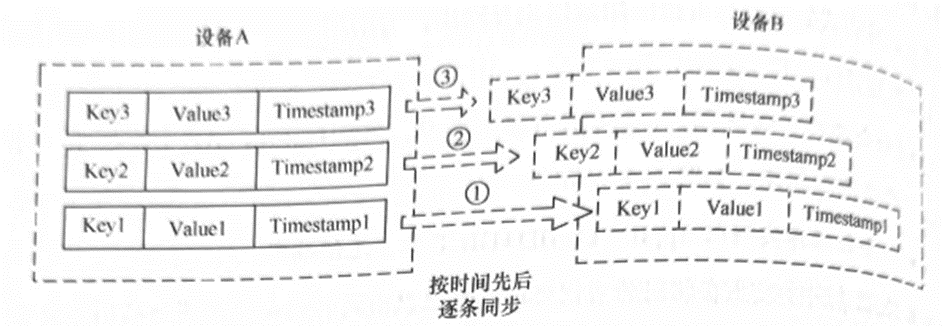 设备A
设备B
Key3 Value3 Timestamp3
③
Key3 Value3 Timestamp3
Key2 Value2 Timestamp2
②
Key2 Value2 Timestamp2
Key1 Value1 Timestamp1
①
Key1 Value1 Timestamp1
按时间先后
逐条同步